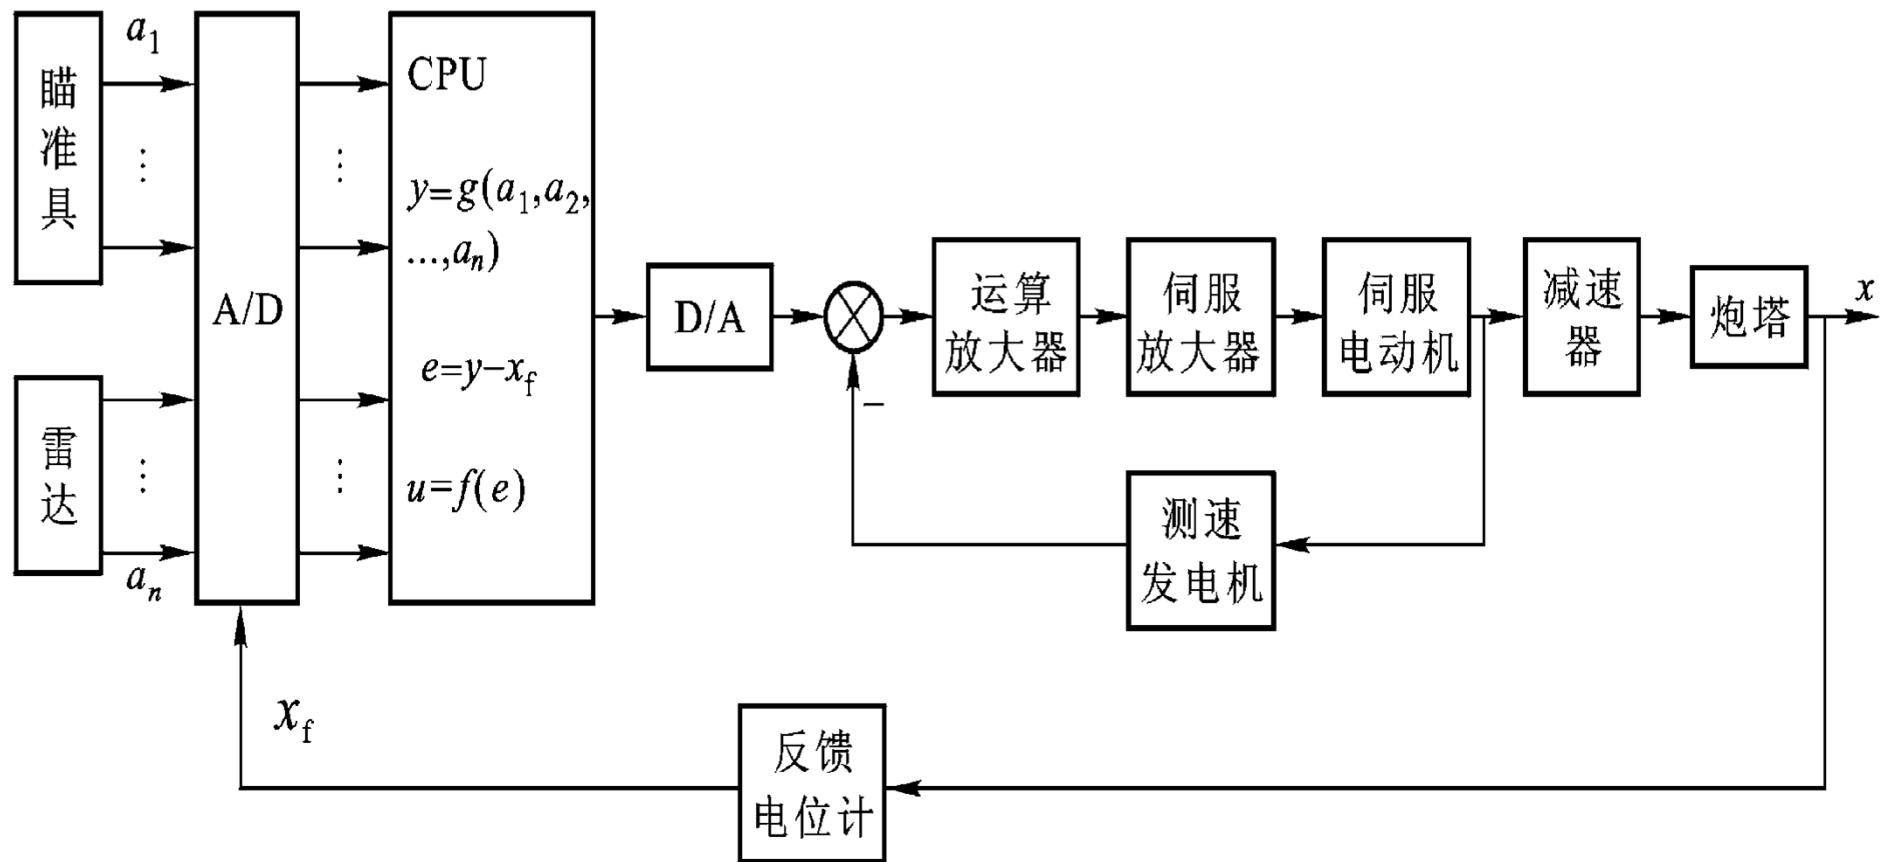 瞄准具
a₁
⋮
A/D
⋮
CPU
y=g(a₁,a₂,
...,aₙ)
e=y−x_f
u=f(e)
雷达
⋮
aₙ
⋮
D/A
−
运算
放大器
伺服
放大器
伺服
电动机
减速
器
炮塔
x
测速
发电机
x_f
反馈
电位计